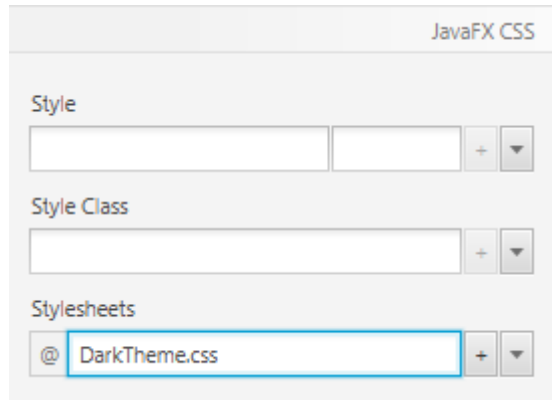 JavaFX CSS
Style
+
Style Class
+
Stylesheets
@ DarkTheme.css +